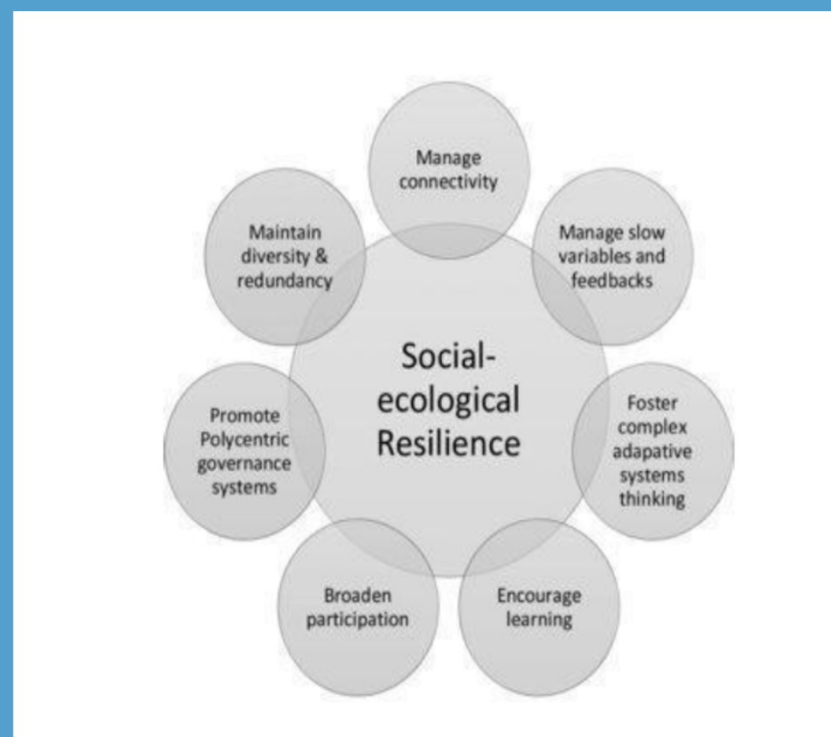 Manage
connectivity
Manage slow
variables and
feedbacks
Foster
complex
adapative
systems
thinking
Encourage
learning
Broaden
participation
Promote
Polycentric
governance
systems
Maintain
diversity &
redundancy
Social-
ecological
Resilience